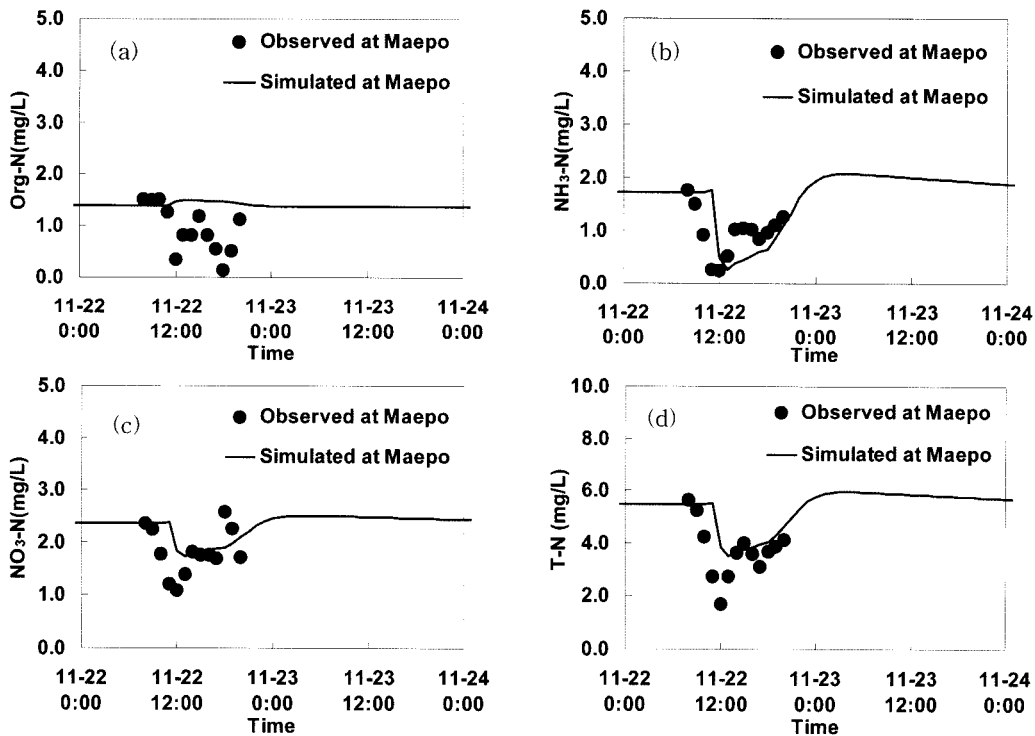 5.0
(a)
Observed at Maepo
4.0
Simulated at Maepo
3.0
Org-N(mg/L)
2.0
1.0
0.0
11-22 11-22 11-23 11-23 11-24
0:00 12:00 0:00 12:00 0:00
Time
5.0
(b)
Observed at Maepo
4.0
Simulated at Maepo
3.0
NH₃-N(mg/L)
2.0
1.0
0.0
11-22 11-22 11-23 11-23 11-24
0:00 12:00 0:00 12:00 0:00
Time
5.0
(c)
Observed at Maepo
4.0
Simulated at Maepo
3.0
NO₃-N(mg/L)
2.0
1.0
0.0
11-22 11-22 11-23 11-23 11-24
0:00 12:00 0:00 12:00 0:00
Time
10.0
(d)
Observed at Maepo
8.0
Simulated at Maepo
6.0
T-N (mg/L)
4.0
2.0
0.0
11-22 11-22 11-23 11-23 11-24
0:00 12:00 0:00 12:00 0:00
Time